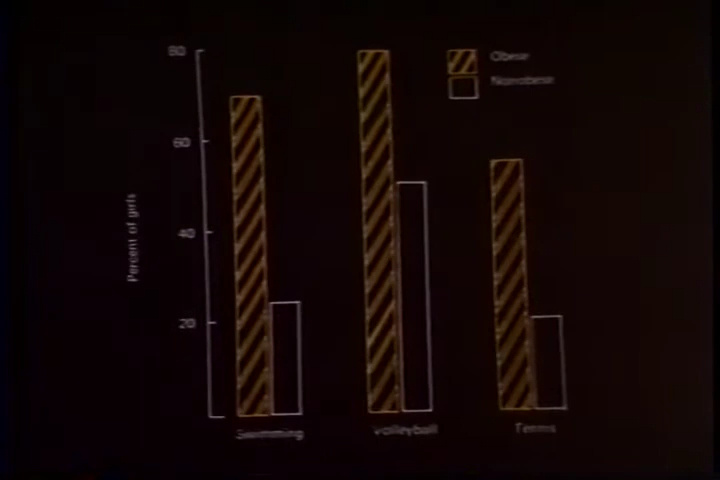 80
Obese
Nonobese
60
Percent of girls
40
20
Swimming
Volleyball
Tennis